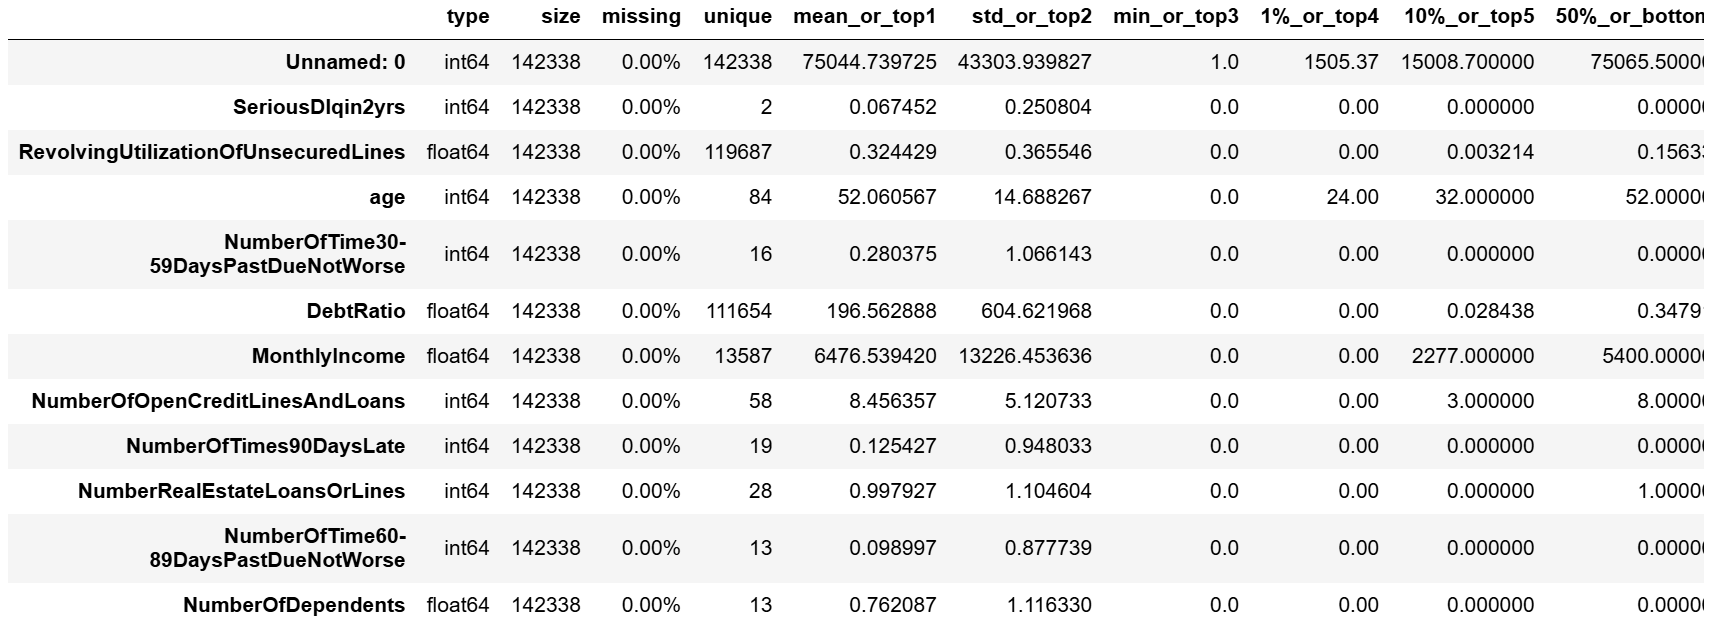 type size missing unique mean_or_top1 std_or_top2 min_or_top3 1%_or_top4 10%_or_top5 50%_or_bottom
Unnamed: 0 int64 142338 0.00% 142338 75044.739725 43303.939827 1.0 1505.37 15008.700000 75065.50000
SeriousDlqin2yrs int64 142338 0.00% 2 0.067452 0.250804 0.0 0.00 0.000000 0.00000
RevolvingUtilizationOfUnsecuredLines float64 142338 0.00% 119687 0.324429 0.365546 0.0 0.00 0.003214 0.15633
age int64 142338 0.00% 84 52.060567 14.688267 0.0 24.00 32.000000 52.00000
NumberOfTime30-
59DaysPastDueNotWorse int64 142338 0.00% 16 0.280375 1.066143 0.0 0.00 0.000000 0.00000
DebtRatio float64 142338 0.00% 111654 196.562888 604.621968 0.0 0.00 0.028438 0.3479
MonthlyIncome float64 142338 0.00% 13587 6476.539420 13226.453636 0.0 0.00 2277.000000 5400.00000
NumberOfOpenCreditLinesAndLoans int64 142338 0.00% 58 8.456357 5.120733 0.0 0.00 3.000000 8.00000
NumberOfTimes90DaysLate int64 142338 0.00% 19 0.125427 0.948033 0.0 0.00 0.000000 0.00000
NumberRealEstateLoansOrLines int64 142338 0.00% 28 0.997927 1.104604 0.0 0.00 0.000000 1.00000
NumberOfTime60-
89DaysPastDueNotWorse int64 142338 0.00% 13 0.098997 0.877739 0.0 0.00 0.000000 0.00000
NumberOfDependents float64 142338 0.00% 13 0.762087 1.116330 0.0 0.00 0.000000 0.00000